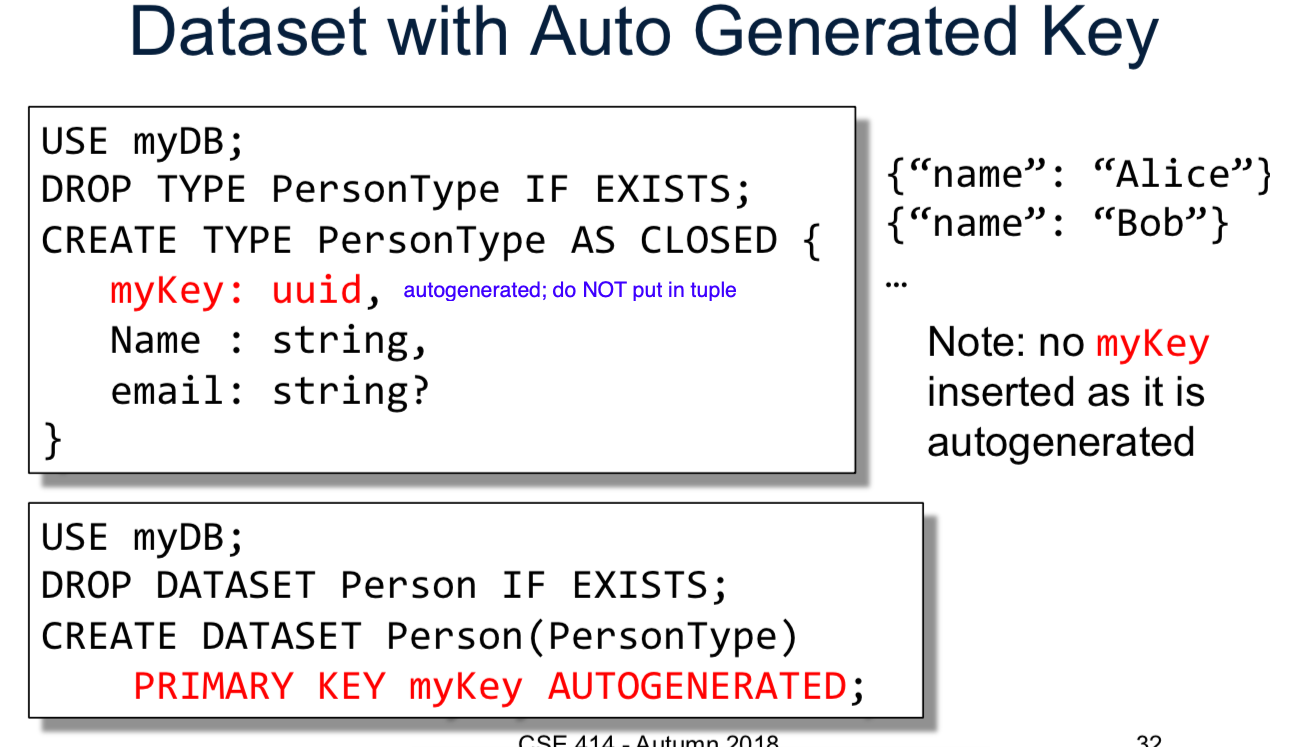 Dataset with Auto Generated Key
USE myDB;
DROP TYPE PersonType IF EXISTS;
CREATE TYPE PersonType AS CLOSED {
myKey: uuid, autogenerated; do NOT put in tuple
Name : string,
email: string?
}
{“name”: “Alice”}
{“name”: “Bob”}
…
Note: no myKey
inserted as it is
autogenerated
USE myDB;
DROP DATASET Person IF EXISTS;
CREATE DATASET Person(PersonType)
PRIMARY KEY myKey AUTOGENERATED;
CSE 414 - Autumn 2018
32